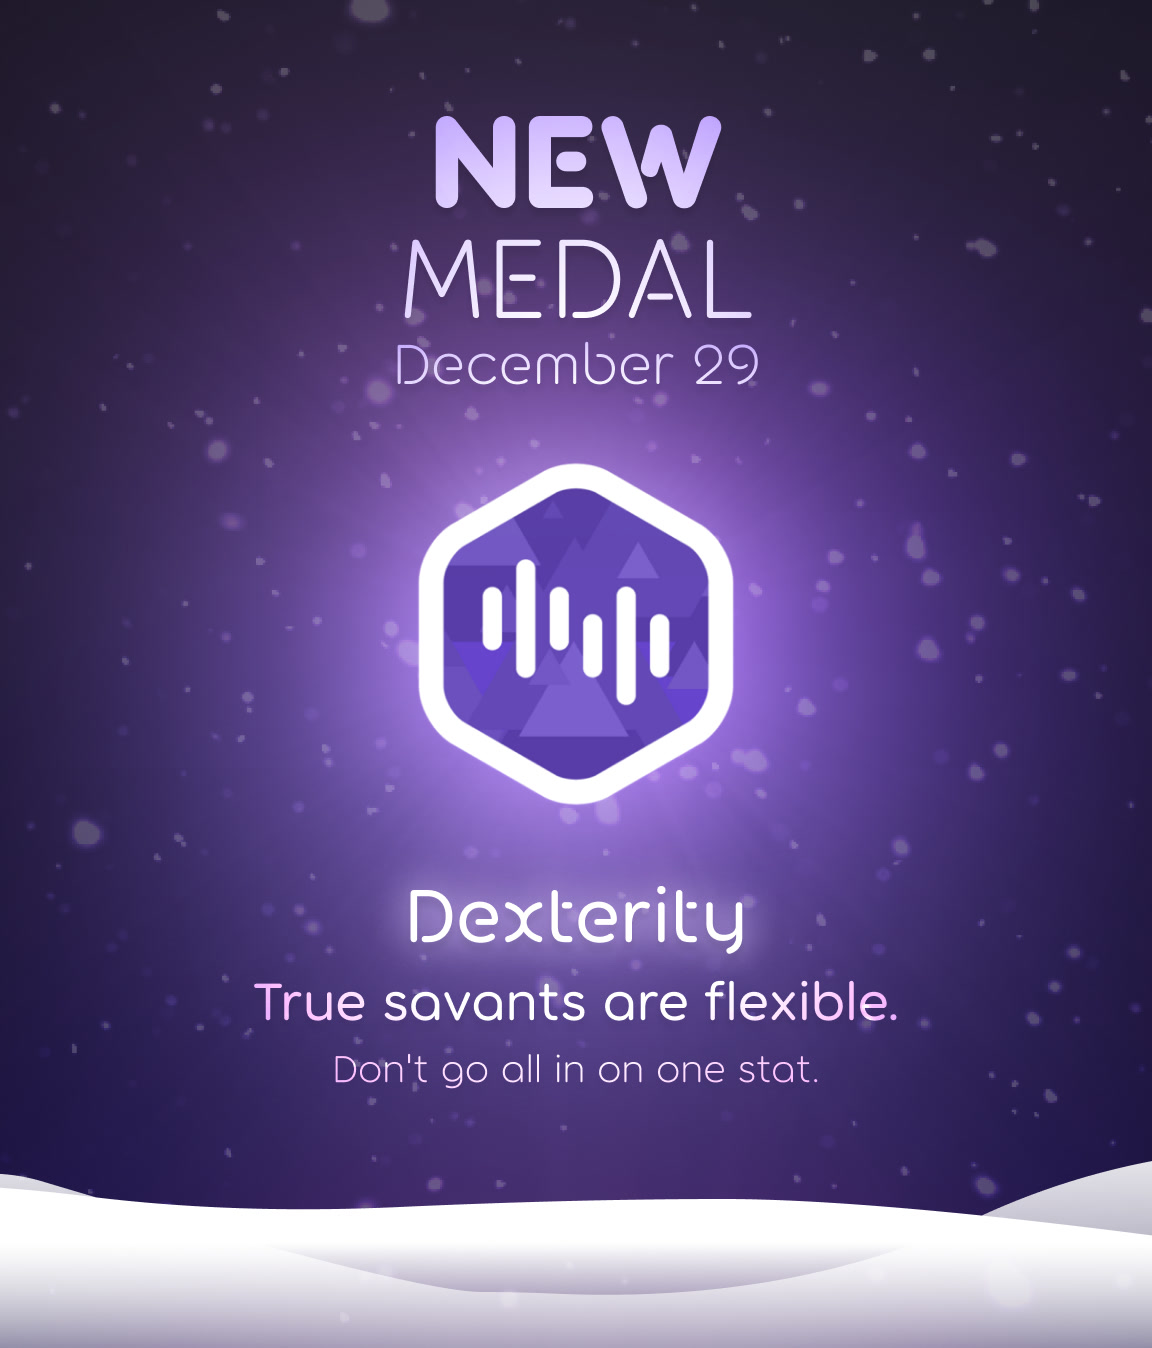 NEW
MEDAL
December 29
Dexterity
True savants are flexible.
Don't go all in on one stat.